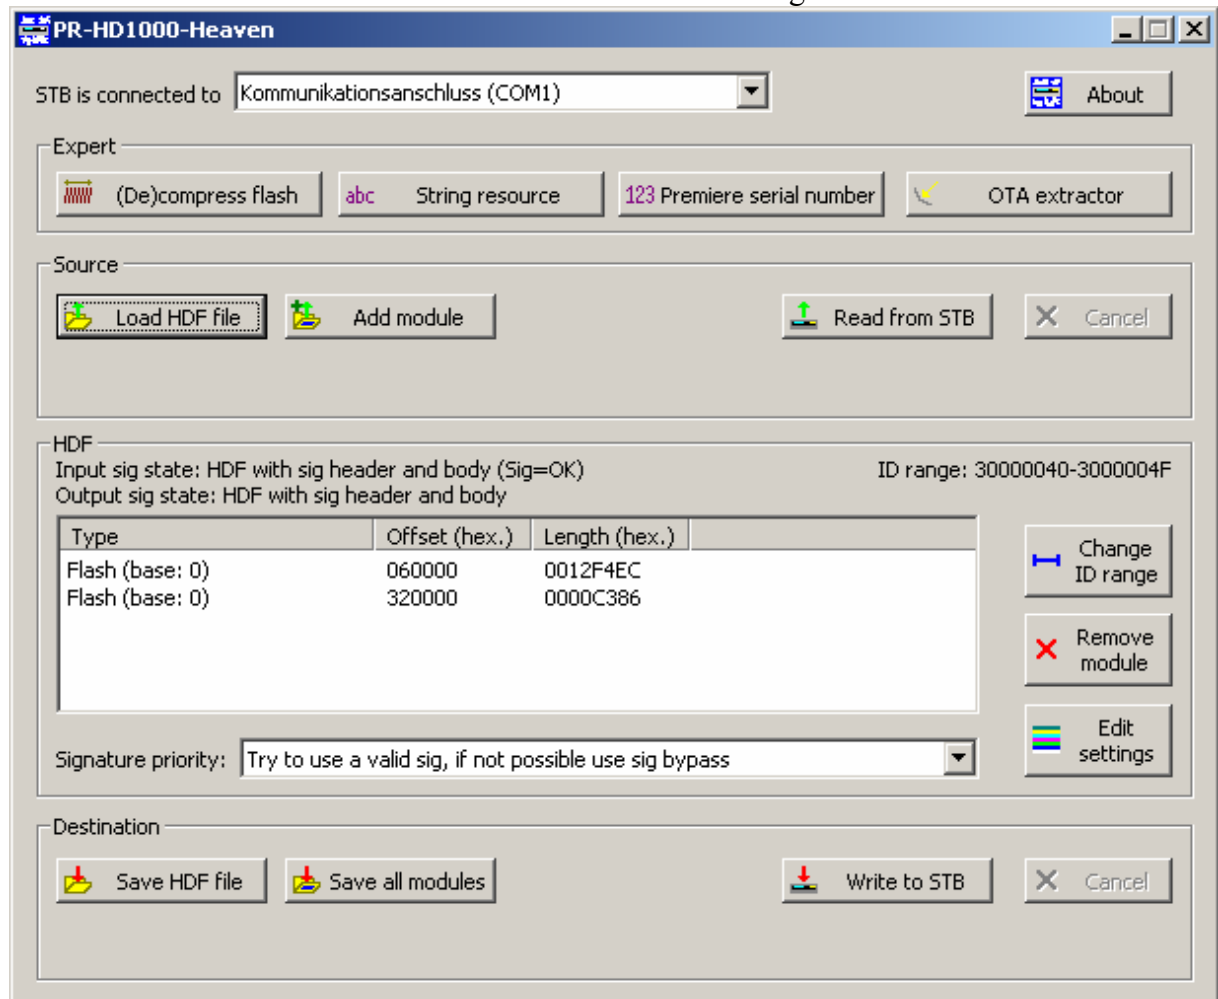 PR-HD1000-Heaven
STB is connected to Kommunikationsanschluss (COM1) About
Expert
(De)compress flash abc String resource 123 Premiere serial number OTA extractor
Source
Load HDF file Add module Read from STB Cancel
HDF
Input sig state: HDF with sig header and body (Sig=OK) ID range: 30000040-3000004F
Output sig state: HDF with sig header and body
Type Offset (hex.) Length (hex.)
Flash (base: 0) 060000 0012F4EC
Flash (base: 0) 320000 0000C386
Change
ID range
Remove
module
Edit
settings
Signature priority: Try to use a valid sig, if not possible use sig bypass
Destination
Save HDF file Save all modules Write to STB Cancel